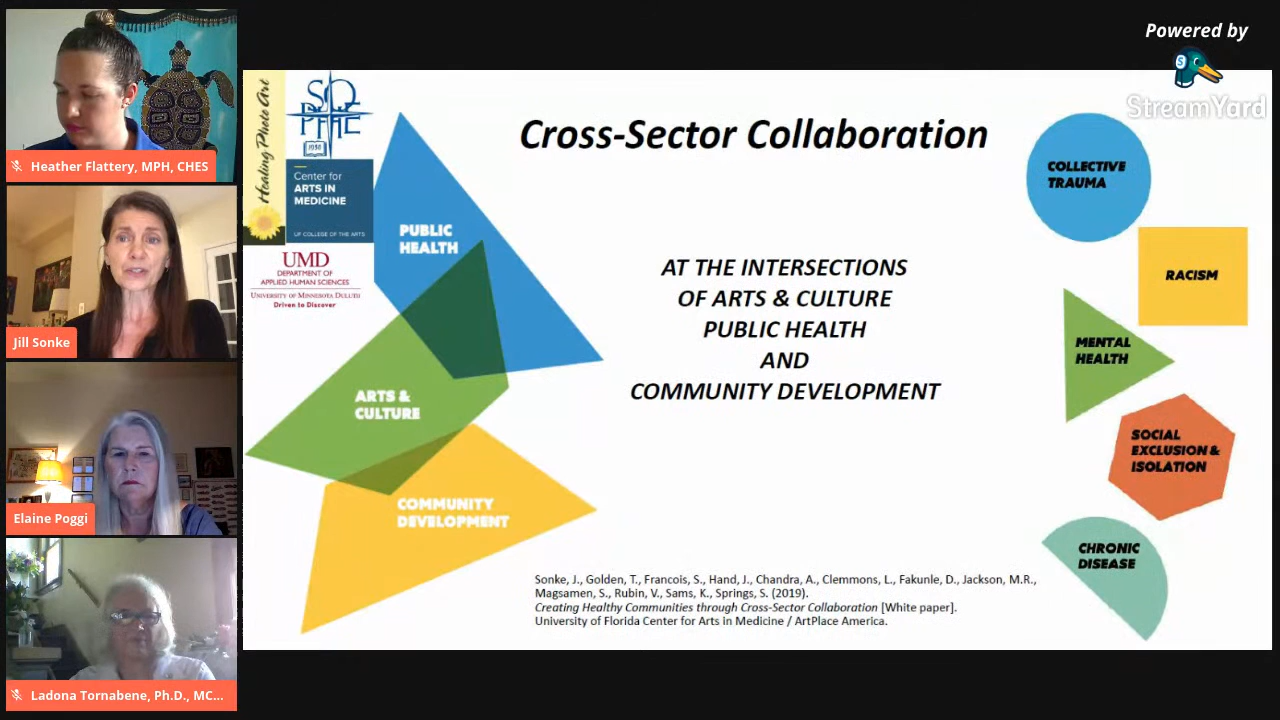 Powered by
StreamYard
Heather Flattery, MPH, CHES
Jill Sonke
Elaine Poggi
Ladona Tornabene, Ph.D., MC...
Healing Photo Art
SOPHE
1950
Center for
ARTS IN
MEDICINE
UF COLLEGE OF THE ARTS
UMD
DEPARTMENT OF
APPLIED HUMAN SCIENCES
UNIVERSITY OF MINNESOTA DULUTH
Driven to Discover
Cross-Sector Collaboration
PUBLIC
HEALTH
ARTS &
CULTURE
COMMUNITY
DEVELOPMENT
AT THE INTERSECTIONS
OF ARTS & CULTURE
PUBLIC HEALTH
AND
COMMUNITY DEVELOPMENT
COLLECTIVE
TRAUMA
RACISM
MENTAL
HEALTH
SOCIAL
EXCLUSION &
ISOLATION
CHRONIC
DISEASE
Sonke, J., Golden, T., Francois, S., Hand, J., Chandra, A., Clemmons, L., Fakunle, D., Jackson, M.R.,
Magsamen, S., Rubin, V., Sams, K., Springs, S. (2019).
Creating Healthy Communities through Cross-Sector Collaboration [White paper].
University of Florida Center for Arts in Medicine / ArtPlace America.